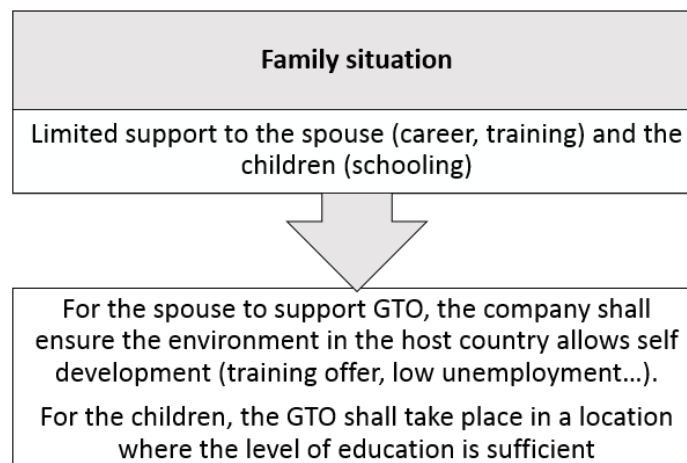 Family situation
Limited support to the spouse (career, training) and the
children (schooling)
For the spouse to support GTO, the company shall
ensure the environment in the host country allows self
development (training offer, low unemployment…).
For the children, the GTO shall take place in a location
where the level of education is sufficient